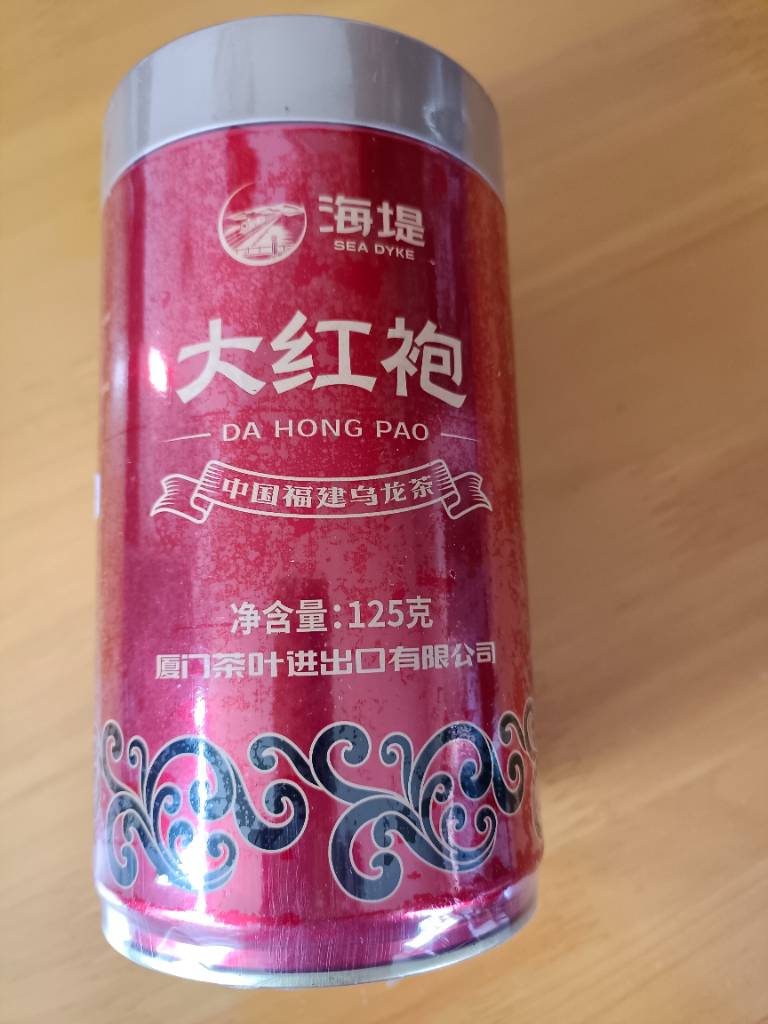 海堤
SEA DYKE
大红袍
DA HONG PAO
中国福建乌龙茶
净含量:125克
厦门茶叶进出口有限公司